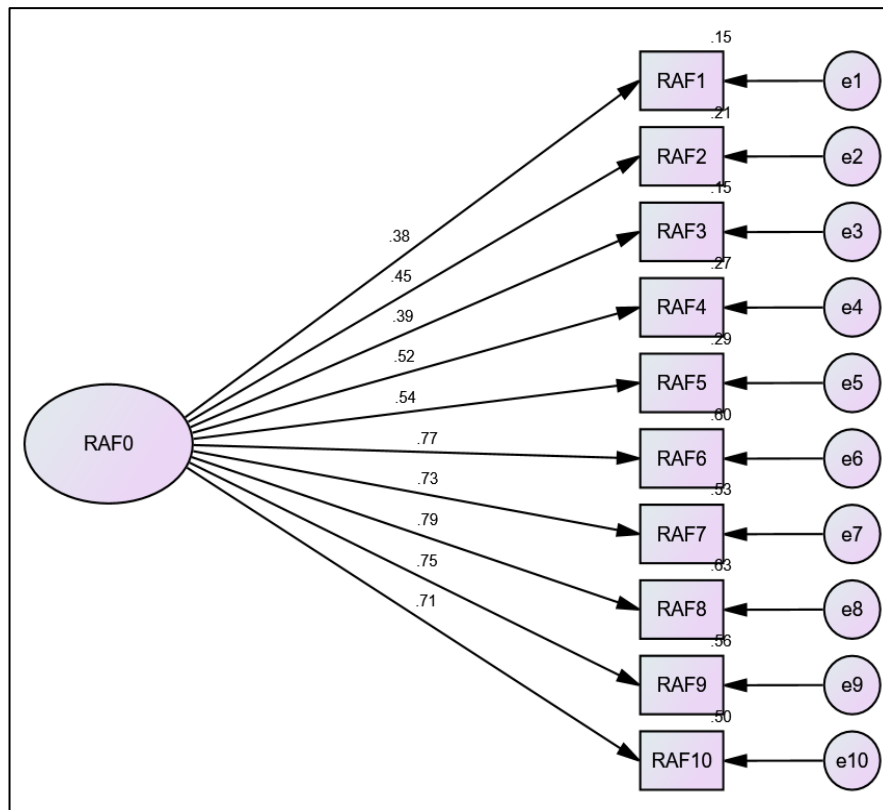 .15
RAF1
e1
.21
RAF2
e2
.15
RAF3
e3
.38
.27
.45
RAF4
e4
.39
.29
.52
RAF5
e5
.54
.60
RAF0
.77
RAF6
e6
.73
.53
.79
RAF7
e7
.75
.63
.71
RAF8
e8
.56
RAF9
e9
.50
RAF10
e10